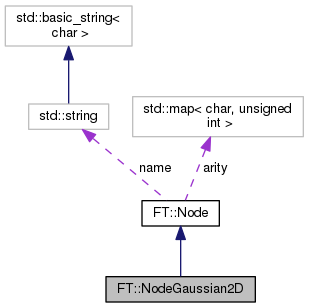 std::basic_string<
char >
std::string
std::map< char, unsigned
int >
name
arity
FT::Node
FT::NodeGaussian2D